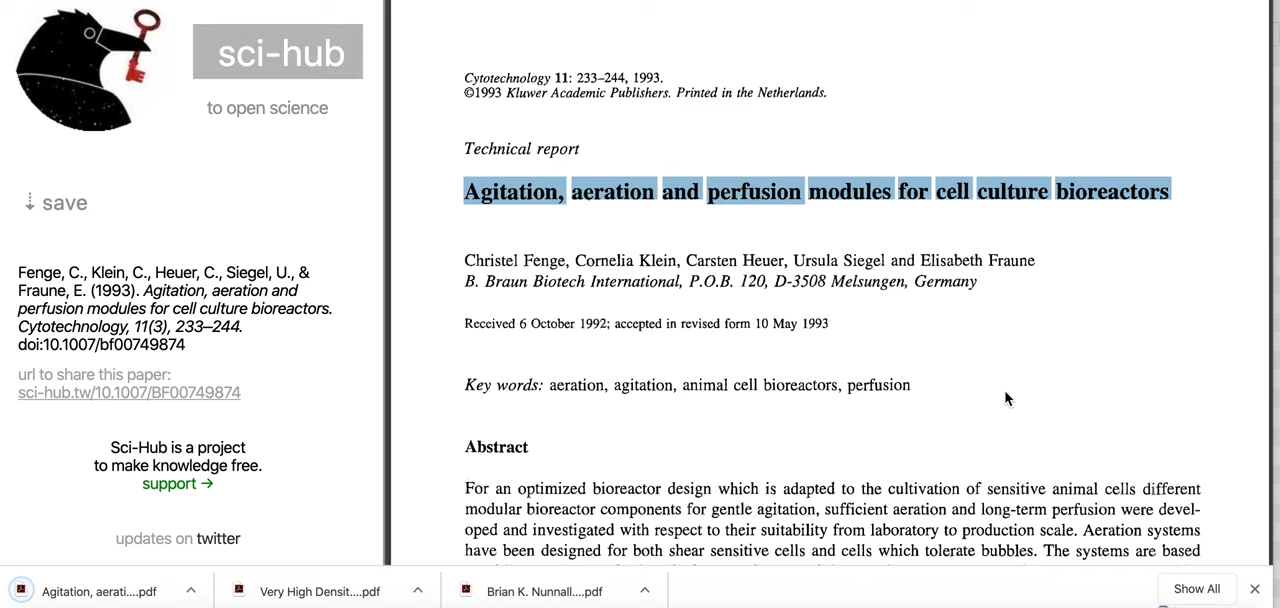 sci-hub
to open science
⇣ save
Fenge, C., Klein, C., Heuer, C., Siegel, U., &
Fraune, E. (1993). Agitation, aeration and
perfusion modules for cell culture bioreactors.
Cytotechnology, 11(3), 233–244.
doi:10.1007/bf00749874
url to share this paper:
sci-hub.tw/10.1007/BF00749874
Sci-Hub is a project
to make knowledge free.
support →
updates on twitter
Cytotechnology 11: 233–244, 1993.
©1993 Kluwer Academic Publishers. Printed in the Netherlands.
Technical report
Agitation, aeration and perfusion modules for cell culture bioreactors
Christel Fenge, Cornelia Klein, Carsten Heuer, Ursula Siegel and Elisabeth Fraune
B. Braun Biotech International, P.O.B. 120, D-3508 Melsungen, Germany
Received 6 October 1992; accepted in revised form 10 May 1993
Key words: aeration, agitation, animal cell bioreactors, perfusion
Abstract
For an optimized bioreactor design which is adapted to the cultivation of sensitive animal cells different
modular bioreactor components for gentle agitation, sufficient aeration and long-term perfusion were devel-
oped and investigated with respect to their suitability from laboratory to production scale. Aeration systems
have been designed for both shear sensitive cells and cells which tolerate bubbles. The systems are based
Agitation, aerati....pdf
Very High Densit....pdf
Brian K. Nunnall....pdf
Show All